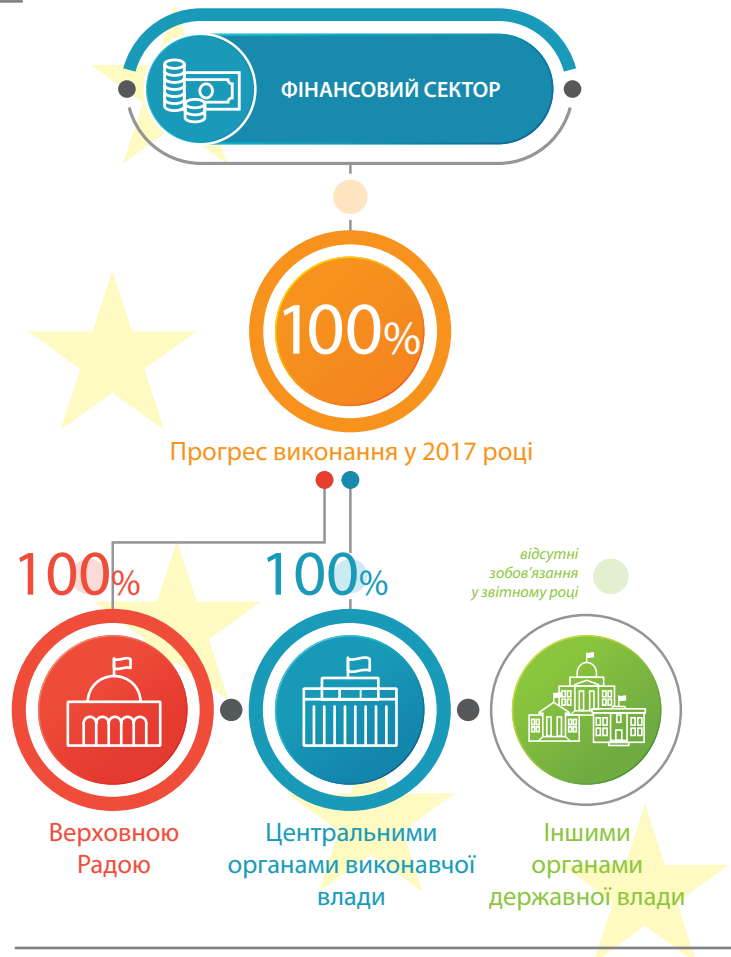 ФІНАНСОВИЙ СЕКТОР
100%
Прогрес виконання у 2017 році
100%
100%
відсутні
зобов'язання
у звітному році
Верховною
Радою
Центральними
органами виконавчої
влади
Іншими
органами
державної влади